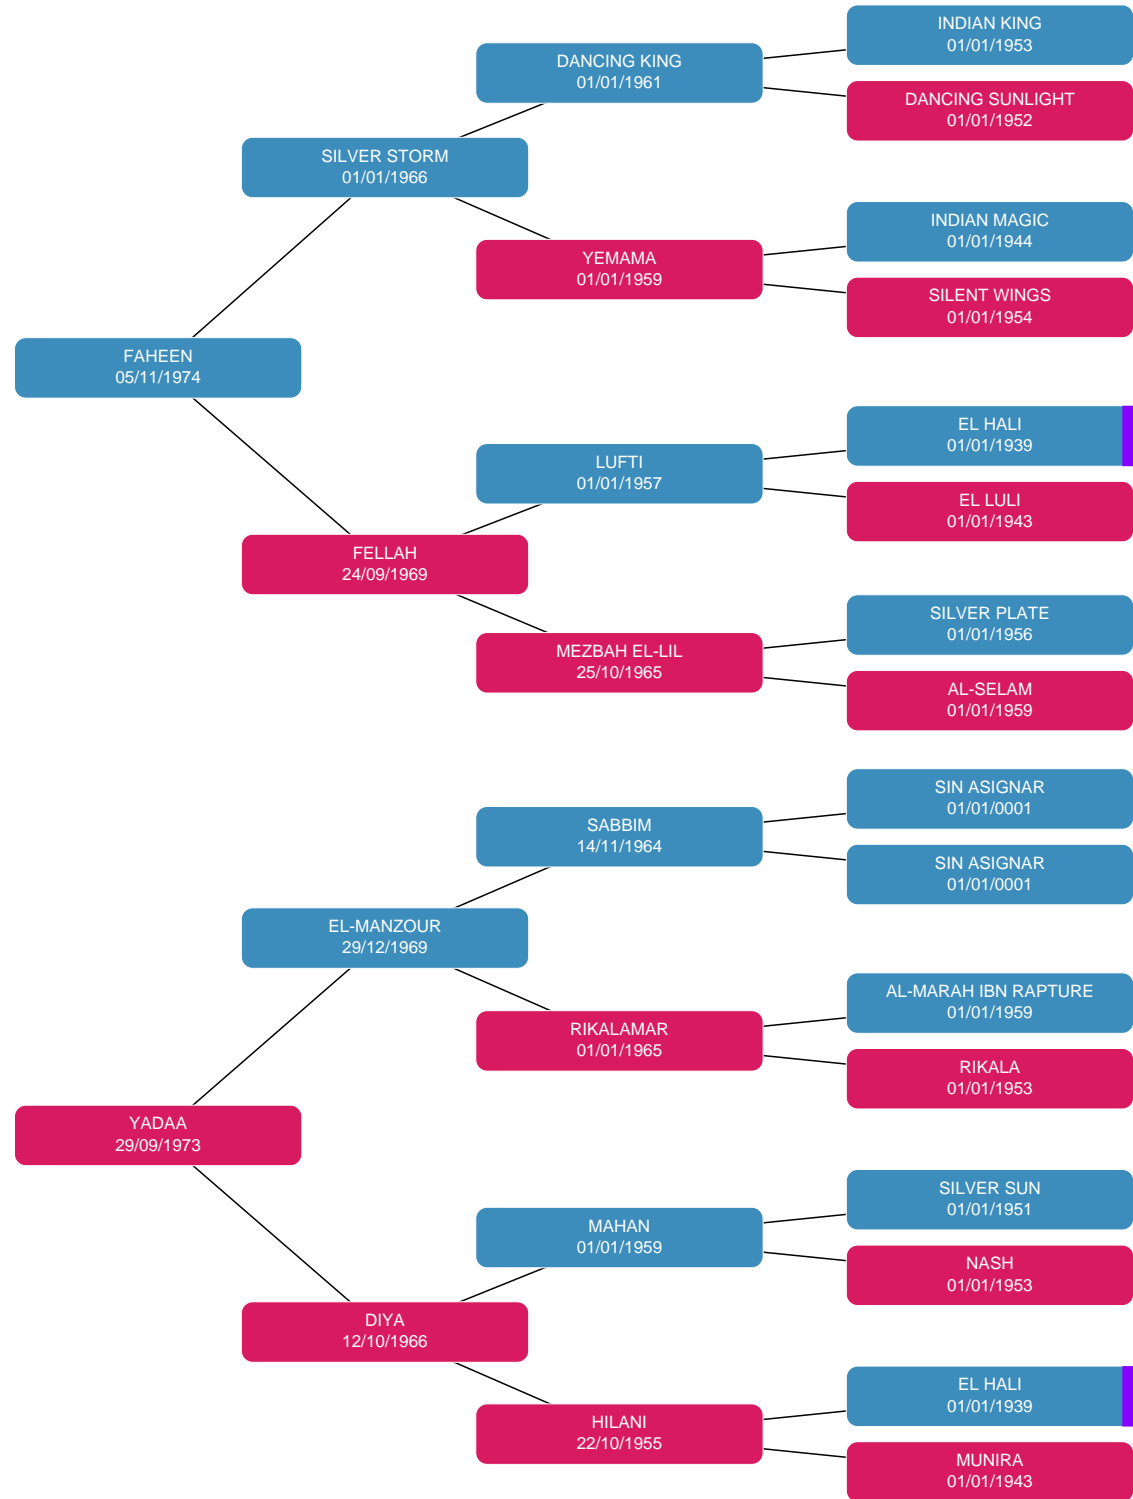 INDIAN KING
01/01/1953
DANCING KING
01/01/1961
DANCING SUNLIGHT
01/01/1952
SILVER STORM
01/01/1966
INDIAN MAGIC
01/01/1944
YEMAMA
01/01/1959
SILENT WINGS
01/01/1954
FAHEEN
05/11/1974
EL HALI
01/01/1939
LUFTI
01/01/1957
EL LULI
01/01/1943
FELLAH
24/09/1969
SILVER PLATE
01/01/1956
MEZBAH EL-LIL
25/10/1965
AL-SELAM
01/01/1959
SIN ASIGNAR
01/01/0001
SABBIM
14/11/1964
SIN ASIGNAR
01/01/0001
EL-MANZOUR
29/12/1969
AL-MARAH IBN RAPTURE
01/01/1959
RIKALAMAR
01/01/1965
RIKALA
01/01/1953
YADAA
29/09/1973
SILVER SUN
01/01/1951
MAHAN
01/01/1959
NASH
01/01/1953
DIYA
12/10/1966
EL HALI
01/01/1939
HILANI
22/10/1955
MUNIRA
01/01/1943